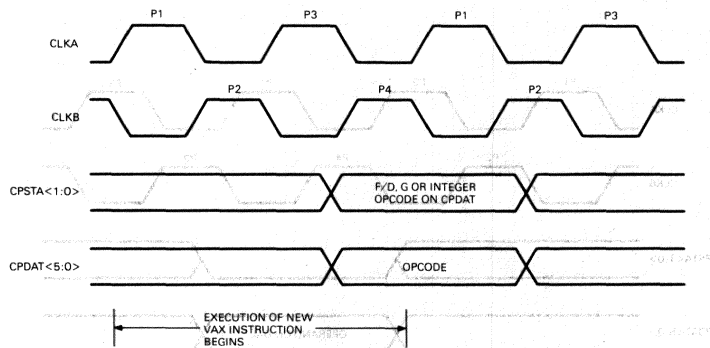 P1 P3 P1 P3
CLKA
P2 P4 P2
CLKB
CPSTA<1:0>
F/D, G OR INTEGER
OPCODE ON CPDAT
CPDAT<5:0>
OPCODE
EXECUTION OF NEW
VAX INSTRUCTION
BEGINS